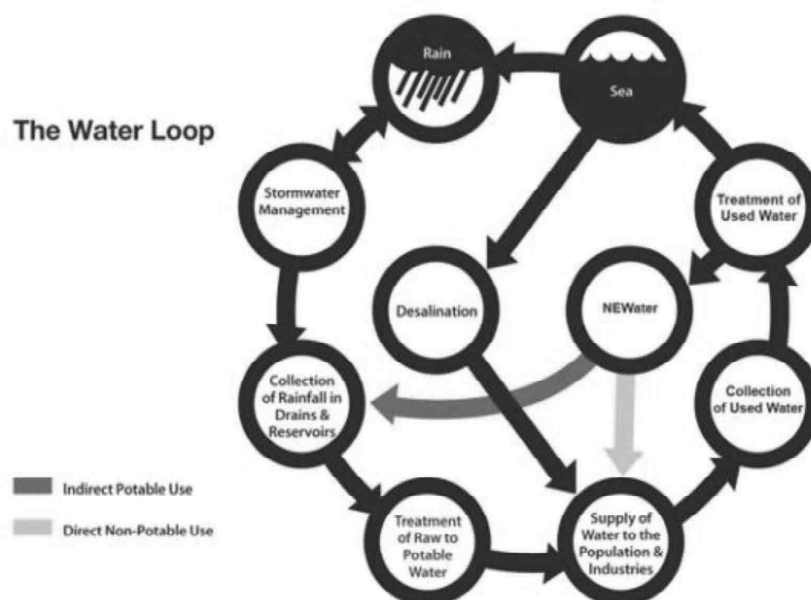 The Water Loop
Rain
Sea
Stormwater
Management
Treatment of
Used Water
Desalination
NEWater
Collection
of Rainfall in
Drains &
Reservoirs
Collection
of Used Water
Indirect Potable Use
Direct Non-Potable Use
Treatment
of Raw to
Potable
Water
Supply of
Water to the
Population &
Industries